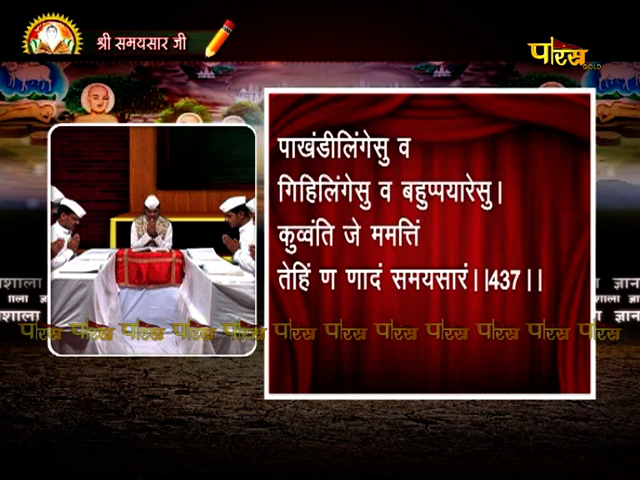 श्री समयसार जी
पारस
GOLD
पाखंडीलिंगेसु व
गिहिलिंगेसु व बहुप्पयारेसु।
कुव्वंति जे ममत्तिं
तेहिं ण णादं समयसारं।।437।।
शाला
ज्ञान
शाला
ज्ञान
शाला
ज्ञान
पारस पारस पारस पारस पारस पारस पारस पारस पारस पारस पारस पारस